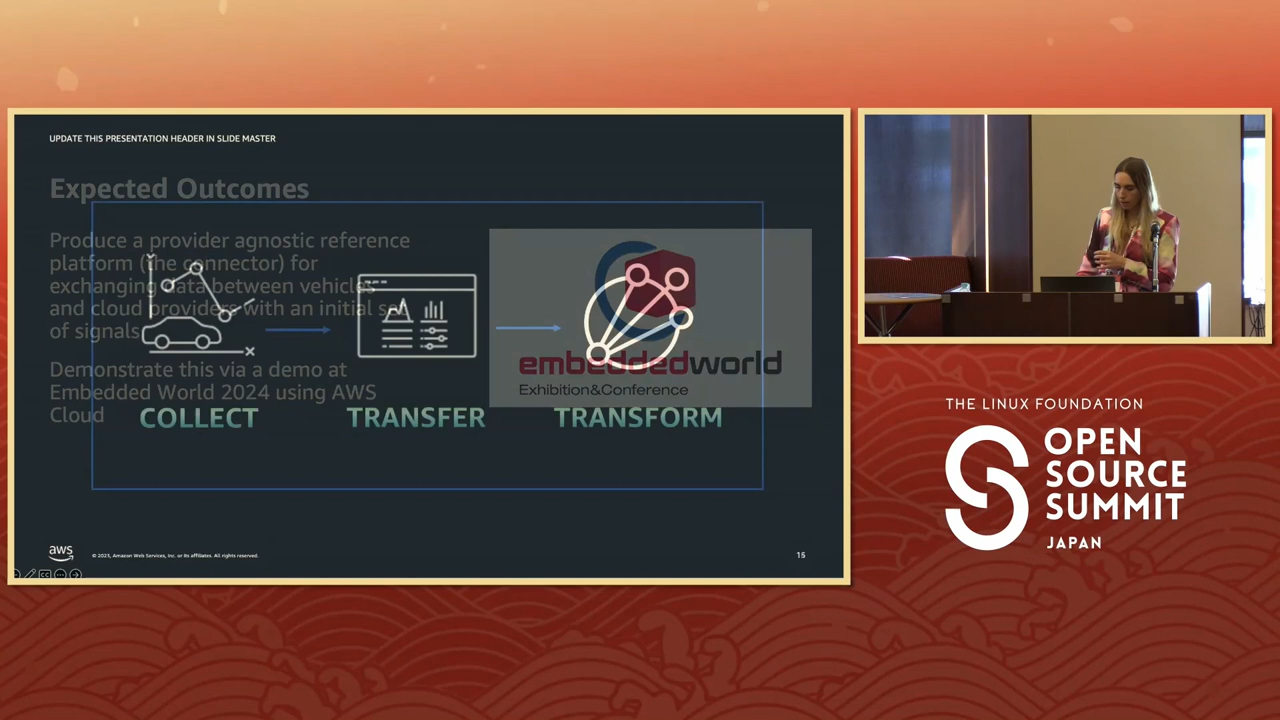 UPDATE THIS PRESENTATION HEADER IN SLIDE MASTER
Expected Outcomes
Produce a provider agnostic reference
platform (the connector) for
exchanging data between vehicles
and cloud providers with an initial set
of signals
Demonstrate this via a demo at
Embedded World 2024 using AWS
Cloud
COLLECT
TRANSFER
TRANSFORM
embeddedworld
Exhibition&Conference
aws
© 2023, Amazon Web Services, Inc. or its affiliates. All rights reserved.
15
THE LINUX FOUNDATION
OPEN
SOURCE
SUMMIT
JAPAN